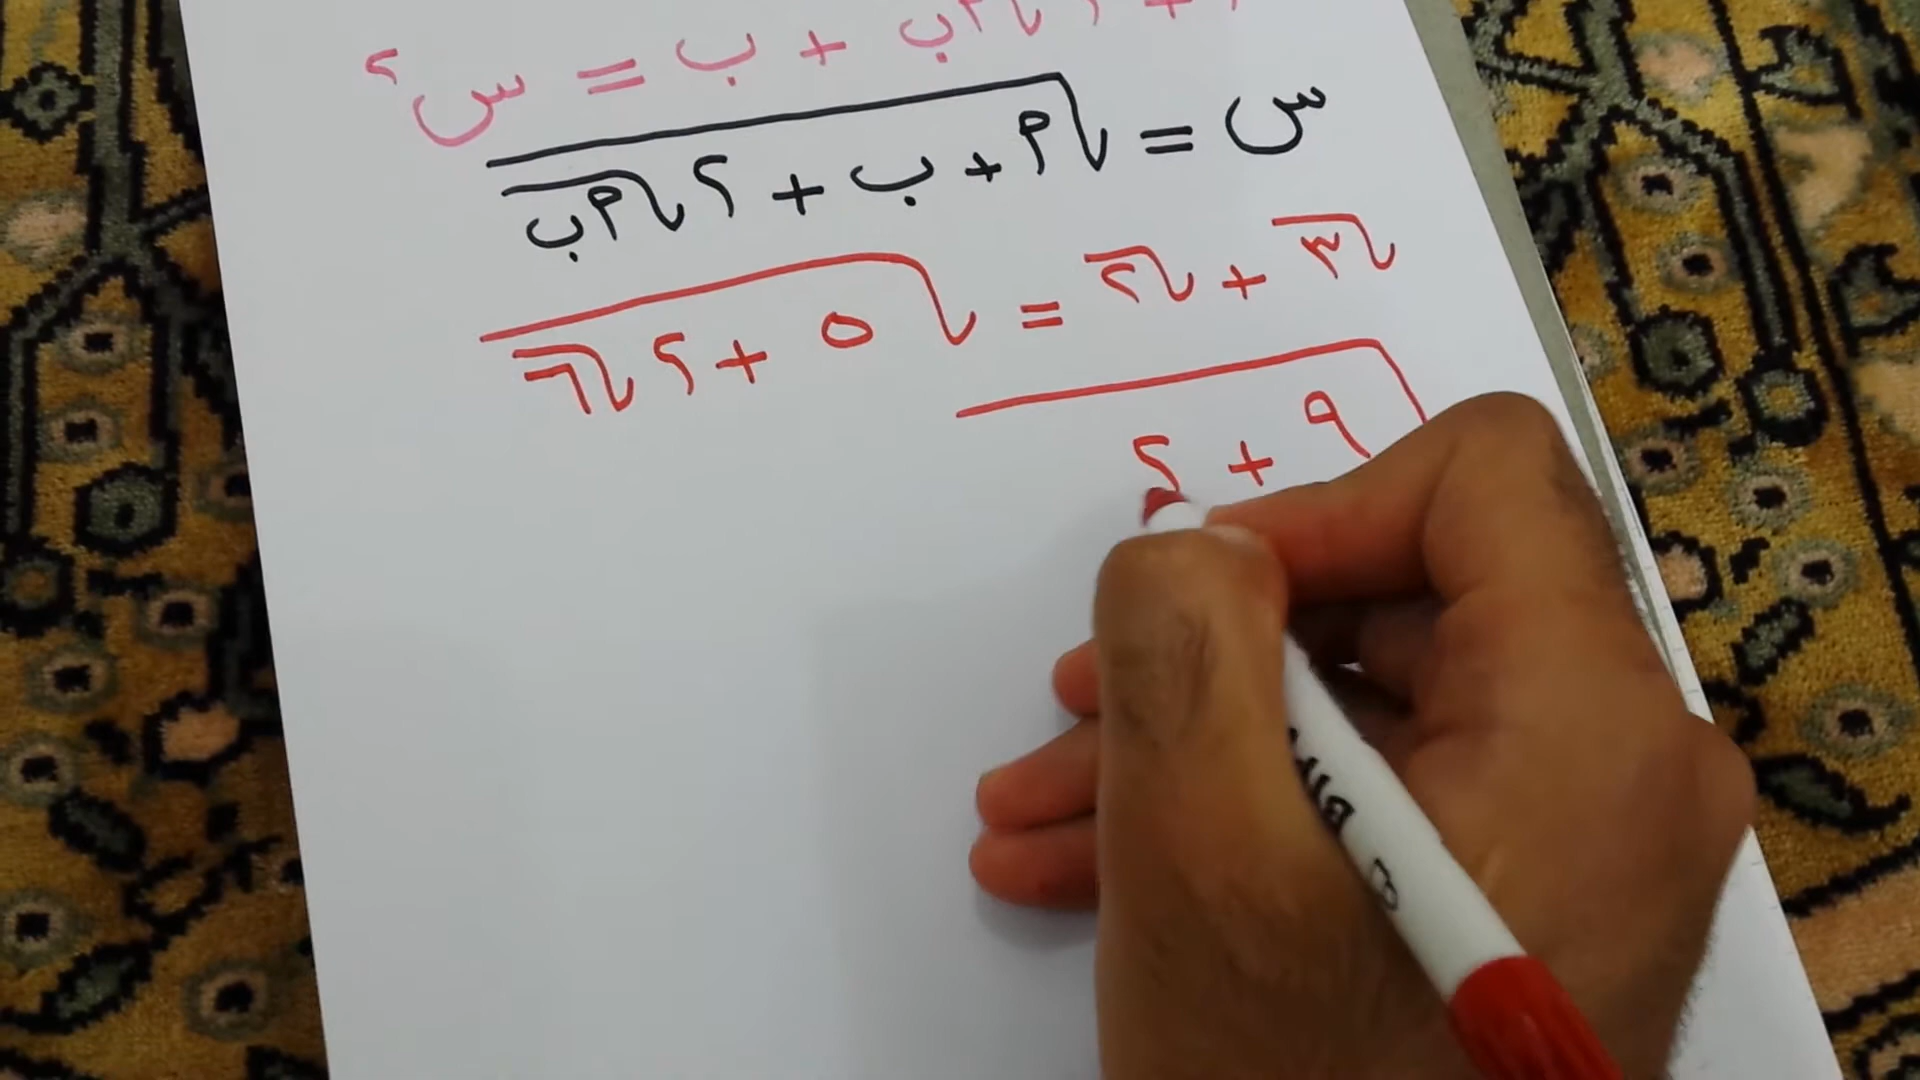 + ٢√أب + ب = س٢
س = √أ + ب + ٢√أب
√٣ + √٢ = √٥ + ٢√٦
√٩ + ٢